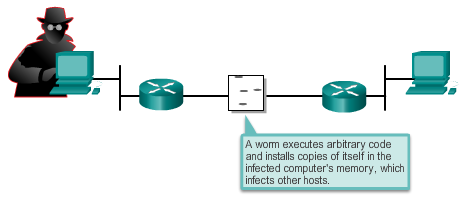 A worm executes arbitrary code
and installs copies of itself in the
infected computer's memory, which
infects other hosts.